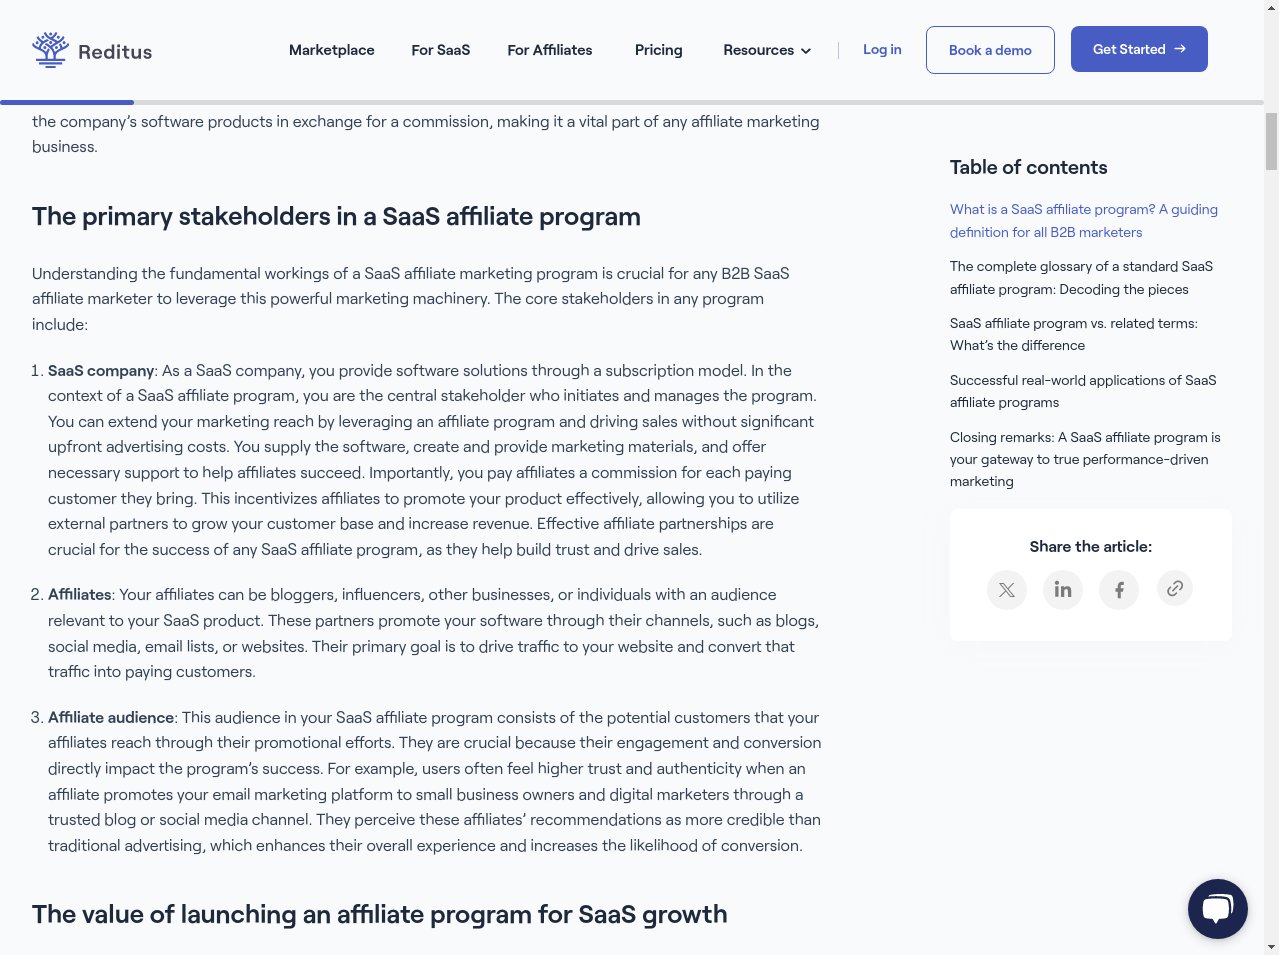 Reditus
Marketplace
For SaaS
For Affiliates
Pricing
Resources
Log in
Book a demo
Get Started
the company’s software products in exchange for a commission, making it a vital part of any affiliate marketing
business.
The primary stakeholders in a SaaS affiliate program
Understanding the fundamental workings of a SaaS affiliate marketing program is crucial for any B2B SaaS
affiliate marketer to leverage this powerful marketing machinery. The core stakeholders in any program
include:
1. SaaS company: As a SaaS company, you provide software solutions through a subscription model. In the
context of a SaaS affiliate program, you are the central stakeholder who initiates and manages the program.
You can extend your marketing reach by leveraging an affiliate program and driving sales without significant
upfront advertising costs. You supply the software, create and provide marketing materials, and offer
necessary support to help affiliates succeed. Importantly, you pay affiliates a commission for each paying
customer they bring. This incentivizes affiliates to promote your product effectively, allowing you to utilize
external partners to grow your customer base and increase revenue. Effective affiliate partnerships are
crucial for the success of any SaaS affiliate program, as they help build trust and drive sales.
2. Affiliates: Your affiliates can be bloggers, influencers, other businesses, or individuals with an audience
relevant to your SaaS product. These partners promote your software through their channels, such as blogs,
social media, email lists, or websites. Their primary goal is to drive traffic to your website and convert that
traffic into paying customers.
3. Affiliate audience: This audience in your SaaS affiliate program consists of the potential customers that your
affiliates reach through their promotional efforts. They are crucial because their engagement and conversion
directly impact the program’s success. For example, users often feel higher trust and authenticity when an
affiliate promotes your email marketing platform to small business owners and digital marketers through a
trusted blog or social media channel. They perceive these affiliates’ recommendations as more credible than
traditional advertising, which enhances their overall experience and increases the likelihood of conversion.
The value of launching an affiliate program for SaaS growth
Table of contents
What is a SaaS affiliate program? A guiding
definition for all B2B marketers
The complete glossary of a standard SaaS
affiliate program: Decoding the pieces
SaaS affiliate program vs. related terms:
What’s the difference
Successful real-world applications of SaaS
affiliate programs
Closing remarks: A SaaS affiliate program is
your gateway to true performance-driven
marketing
Share the article: